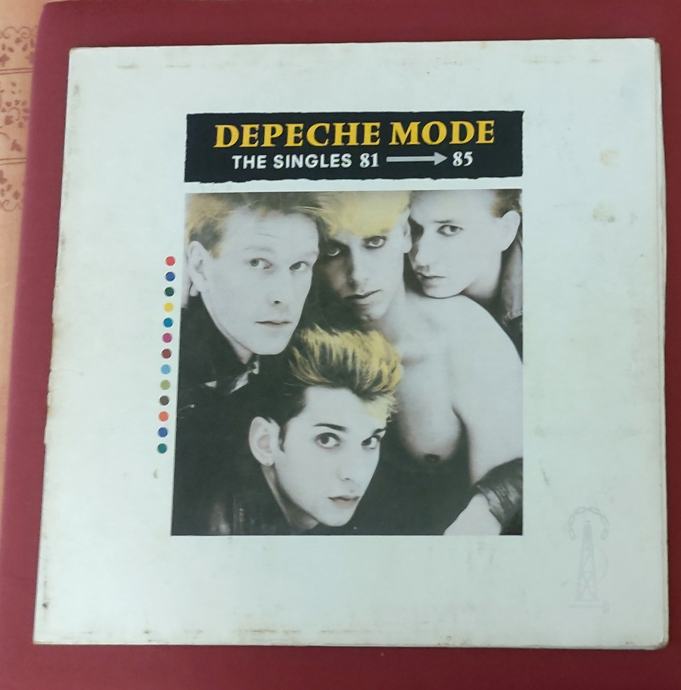 DEPECHE MODE
THE SINGLES 81 → 85